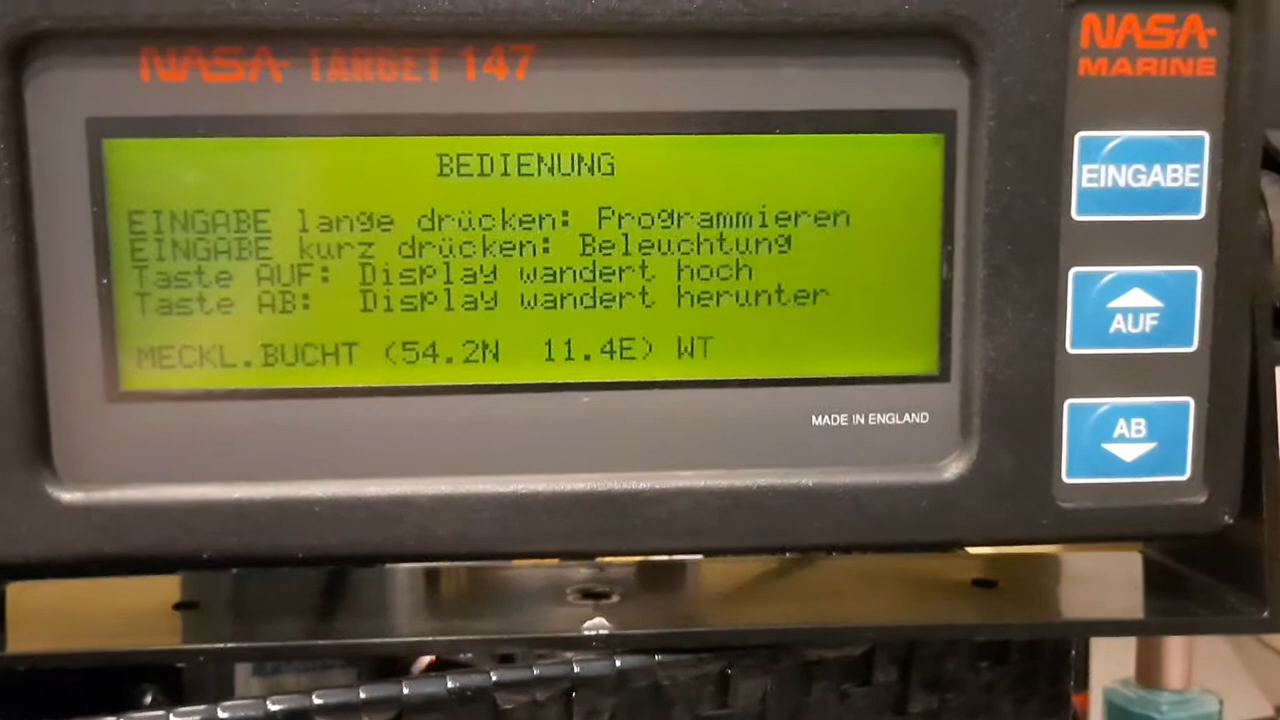 NASA TARGET 147
NASA
MARINE
BEDIENUNG
EINGABE lange drücken: Programmieren
EINGABE kurz drücken: Beleuchtung
Taste AUF: Display wandert hoch
Taste AB: Display wandert herunter
MECKL.BUCHT (54.2N 11.4E) WT
MADE IN ENGLAND
EINGABE
AUF
AB